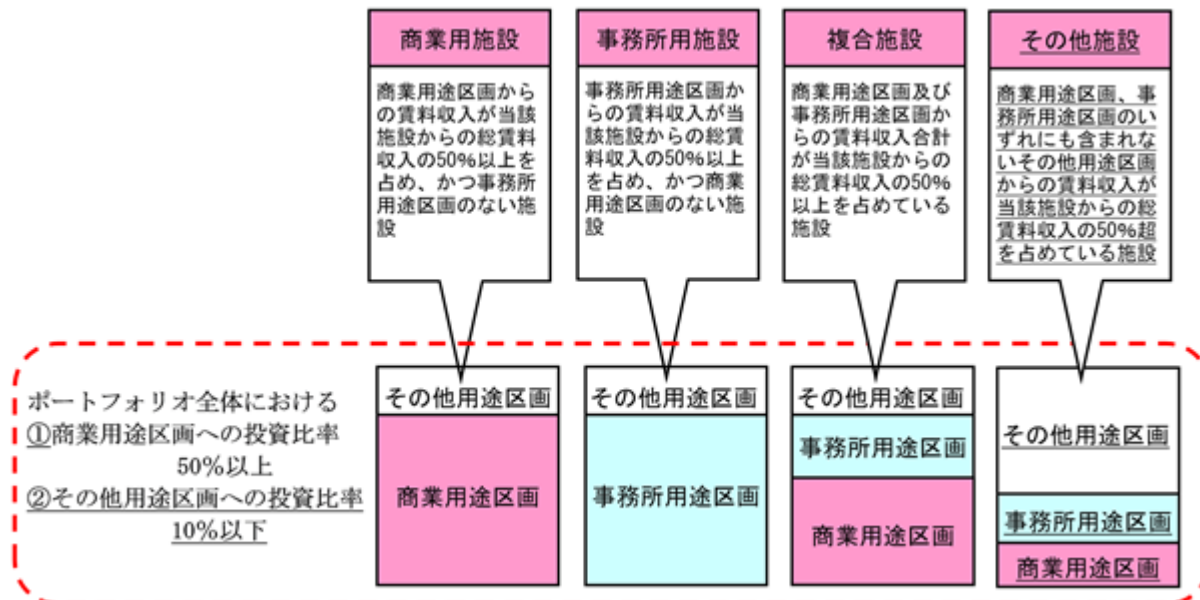 商業用施設
商業用途区画から
の賃料収入が当該
施設からの総賃料
収入の50%以上を
占め、かつ事務所
用途区画のない施
設
事務所用施設
事務所用途区画か
らの賃料収入が当
該施設からの総賃
料収入の50%以上
を占め、かつ商業
用途区画のない施
設
複合施設
商業用途区画及び
事務所用途区画か
らの賃料収入合計
が当該施設からの
総賃料収入の50%
以上を占めている
施設
その他施設
商業用途区画、事
務所用途区画のい
ずれにも含まれな
いその他用途区画
からの賃料収入が
当該施設からの総
賃料収入の50%超
を占めている施設
ポートフォリオ全体における
①商業用途区画への投資比率
50%以上
②その他用途区画への投資比率
10%以下
その他用途区画
商業用途区画
その他用途区画
事務所用途区画
その他用途区画
事務所用途区画
商業用途区画
その他用途区画
事務所用途区画
商業用途区画